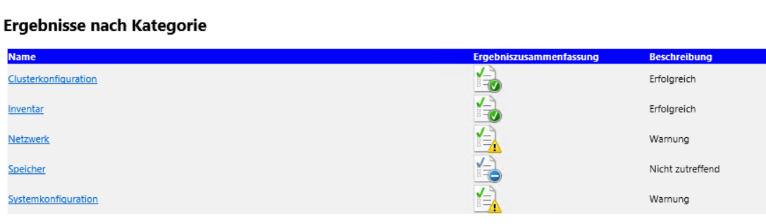 Ergebnisse nach Kategorie
Name Ergebniszusammenfassung Beschreibung
Clusterkonfiguration Erfolgreich
Inventar Erfolgreich
Netzwerk Warnung
Speicher Nicht zutreffend
Systemkonfiguration Warnung